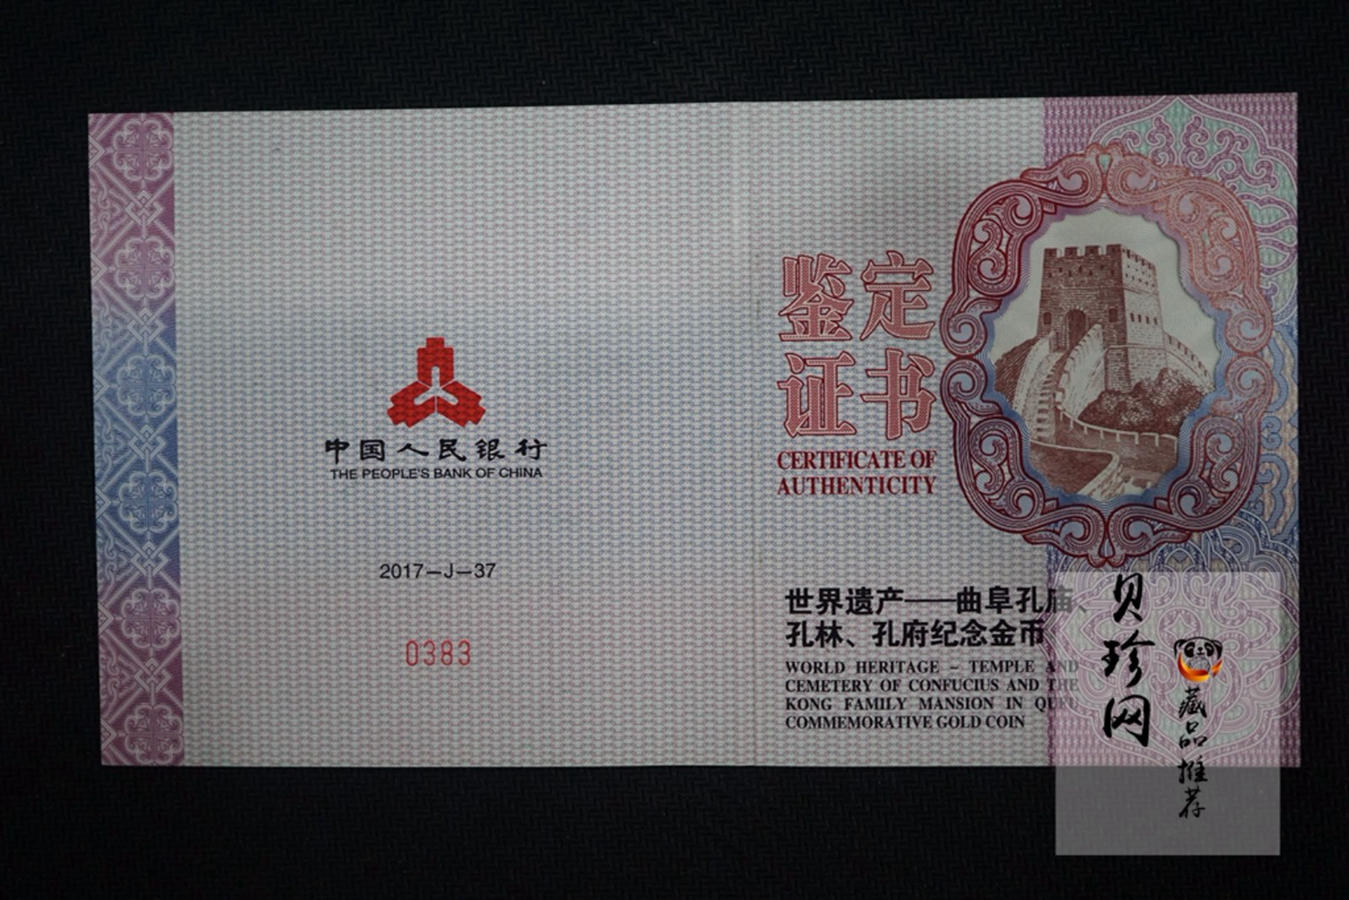 中国人民银行
THE PEOPLE'S BANK OF CHINA
2017—J—37
0383
鉴定
证书
CERTIFICATE OF
AUTHENTICITY
世界遗产——曲阜孔庙、
孔林、孔府纪念金币
WORLD HERITAGE – TEMPLE AND
CEMETERY OF CONFUCIUS AND THE
KONG FAMILY MANSION IN QUFU
COMMEMORATIVE GOLD COIN
贝珍网
藏品推荐